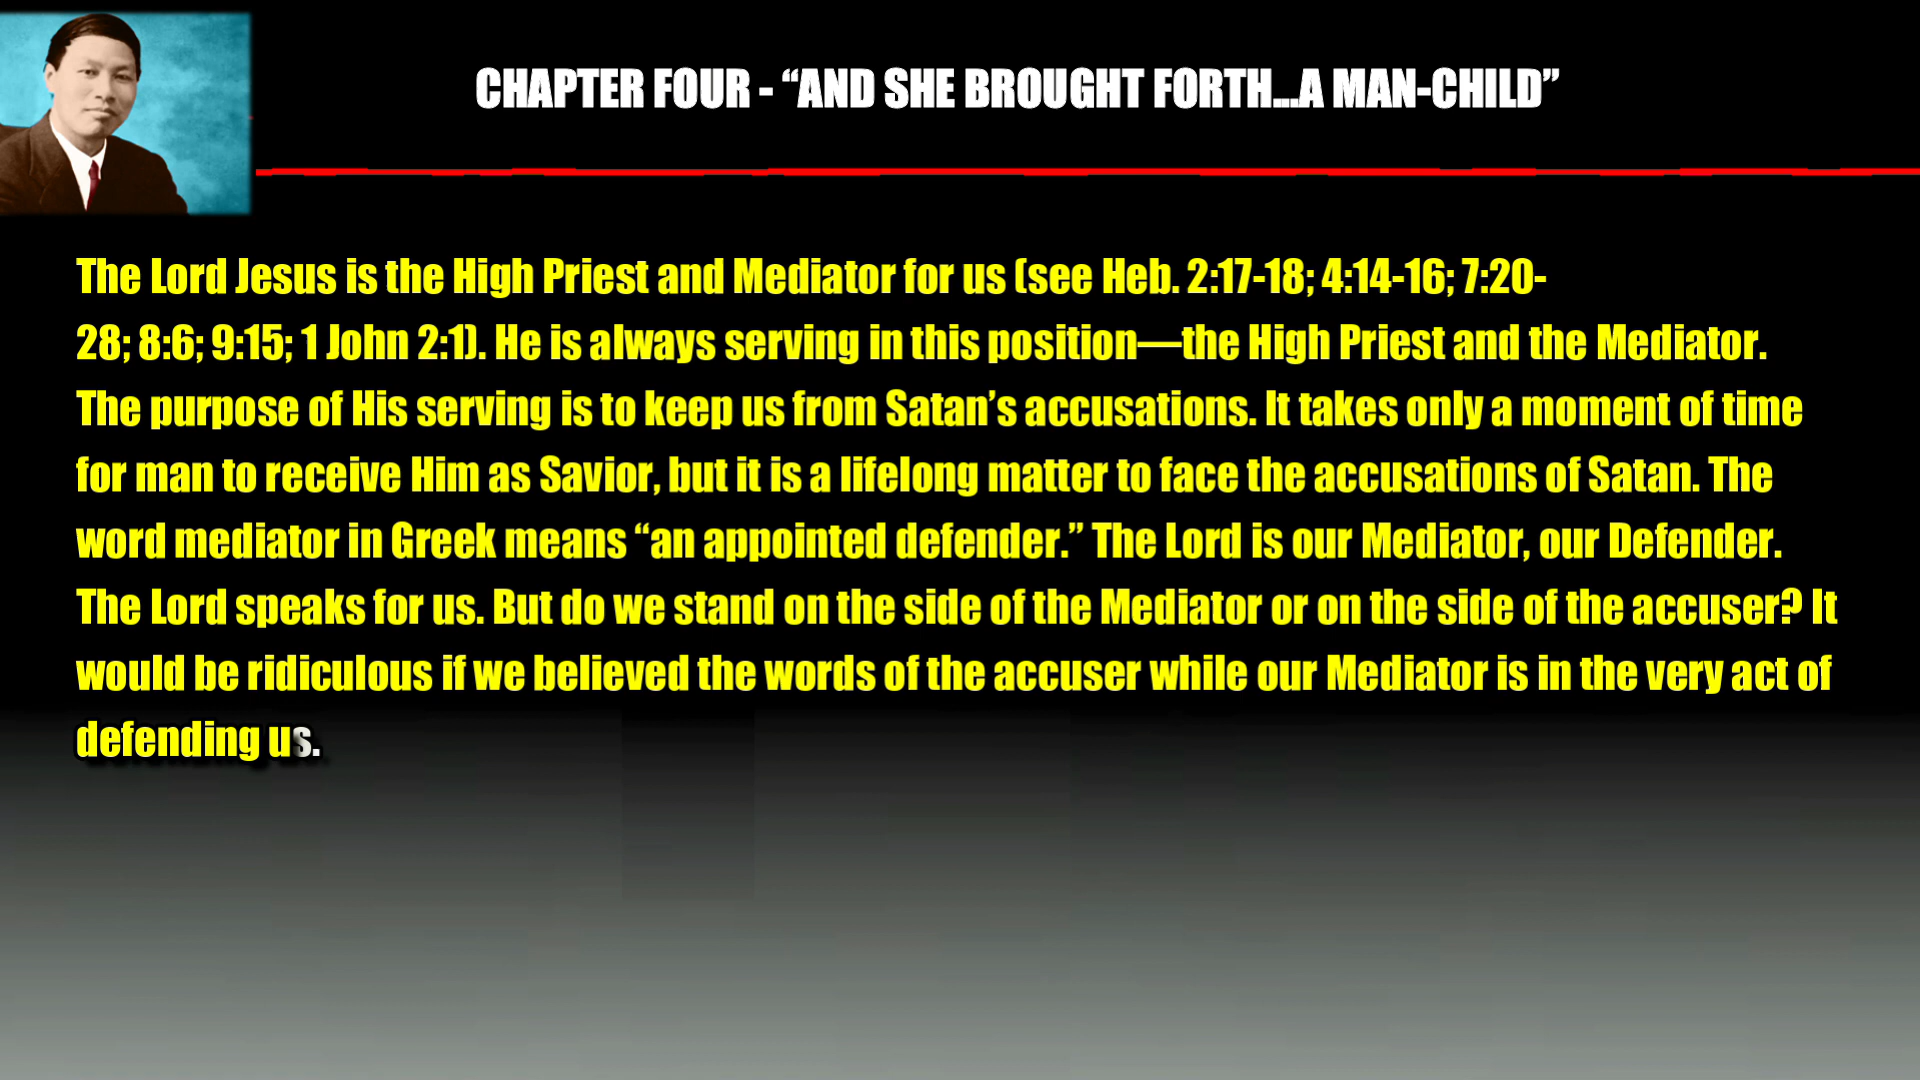 CHAPTER FOUR - “AND SHE BROUGHT FORTH...A MAN-CHILD”
The Lord Jesus is the High Priest and Mediator for us (see Heb. 2:17-18; 4:14-16; 7:20-
28; 8:6; 9:15; 1 John 2:1). He is always serving in this position—the High Priest and the Mediator.
The purpose of His serving is to keep us from Satan’s accusations. It takes only a moment of time
for man to receive Him as Savior, but it is a lifelong matter to face the accusations of Satan. The
word mediator in Greek means “an appointed defender.” The Lord is our Mediator, our Defender.
The Lord speaks for us. But do we stand on the side of the Mediator or on the side of the accuser? It
would be ridiculous if we believed the words of the accuser while our Mediator is in the very act of
defending us.